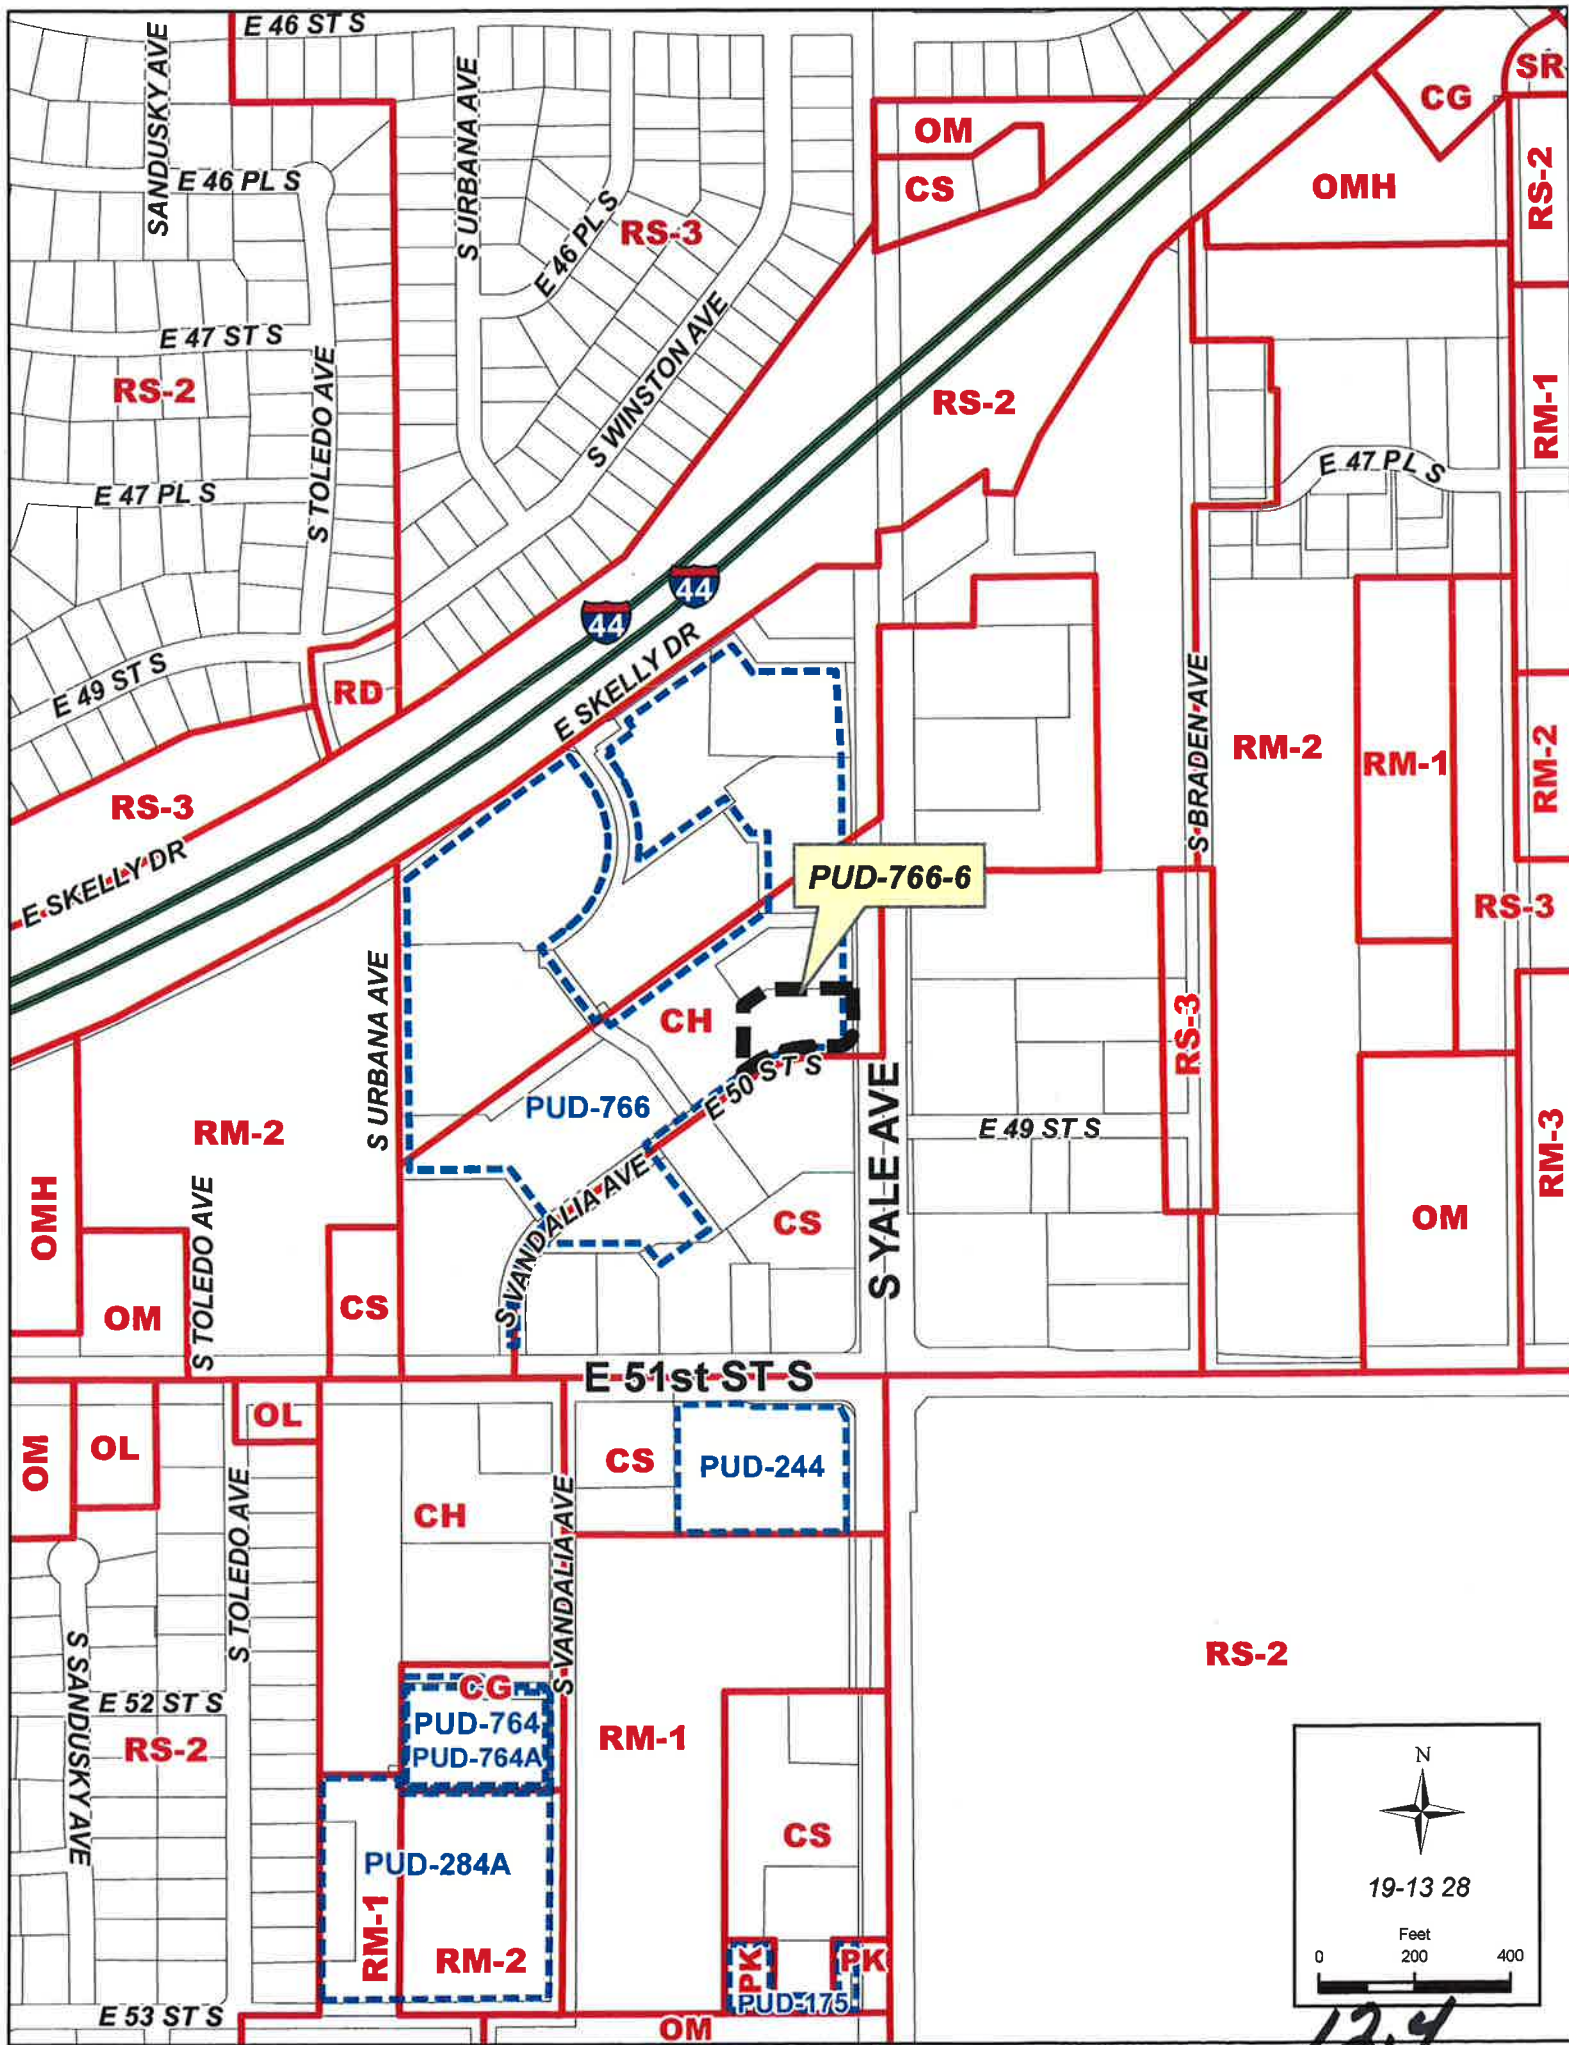 E 46 ST S
SANDUSKY AVE
S URBANA AVE
SR
CG
OM
CS
OMH
RS-2
E 46 PL S
E 46 PL S
RS-3
E 47 ST S
RS-2
S TOLEDO AVE
S WINSTON AVE
RS-2
RM-1
E 47 PL S
E 47 PL S
44
44
E 49 ST S
RD
E SKELLY DR
S BRADEN AVE
RM-2
RM-1
RM-2
RS-3
E SKELLY DR
PUD-766-6
RS-3
S URBANA AVE
CH
RS-3
E 50 ST S
PUD-766
RM-2
S YALE AVE
E 49 ST S
RM-3
OMH
S TOLEDO AVE
S VANDALIA AVE
CS
OM
OM
CS
E 51st ST S
OL
OM
OL
CS
PUD-244
CH
S TOLEDO AVE
S VANDALIA AVE
S SANDUSKY AVE
RS-2
E 52 ST S
CG
PUD-764
PUD-764A
RS-2
RM-1
N
CS
PUD-284A
19-13 28
RM-1
RM-2
Feet
0 200 400
PK
PK
PUD-175
E 53 ST S
OM
12.4